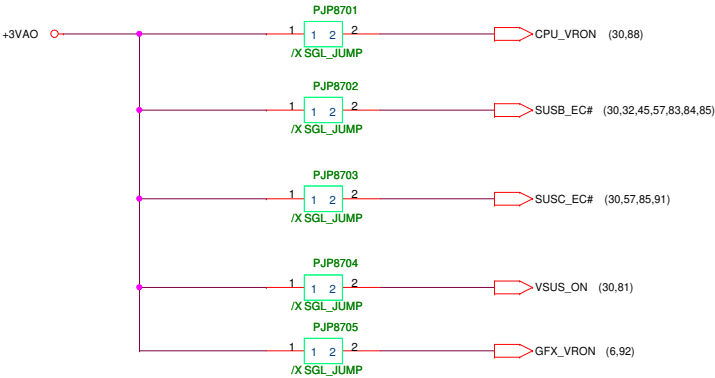 PJP8701
+3VAO
1 1 2 2
CPU_VRON (30,88)
/X SGL_JUMP
PJP8702
1 1 2 2
SUSB_EC# (30,32,45,57,83,84,85)
/X SGL_JUMP
PJP8703
1 1 2 2
SUSC_EC# (30,57,85,91)
/X SGL_JUMP
PJP8704
1 1 2 2
VSUS_ON (30,81)
/X SGL_JUMP
PJP8705
1 1 2 2
GFX_VRON (6,92)
/X SGL_JUMP